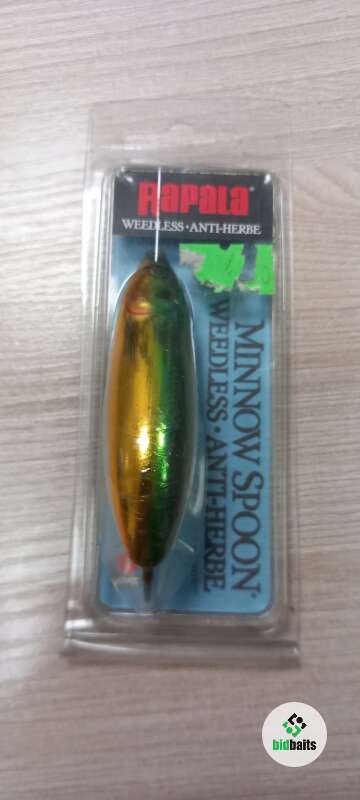 Rapala®
WEEDLESS • ANTI-HERBE
MINNOW SPOON®
WEEDLESS • ANTI-HERBE
bidbaits